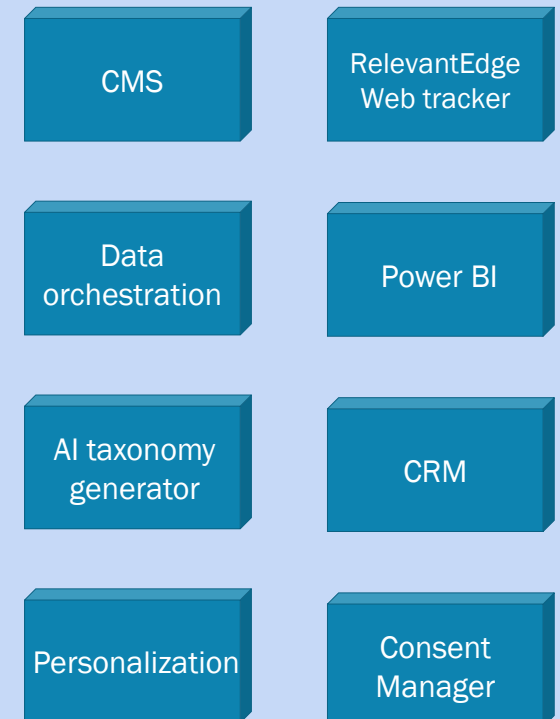 CMS
RelevantEdge
Web tracker
Data
orchestration
Power BI
AI taxonomy
generator
CRM
Personalization
Consent
Manager